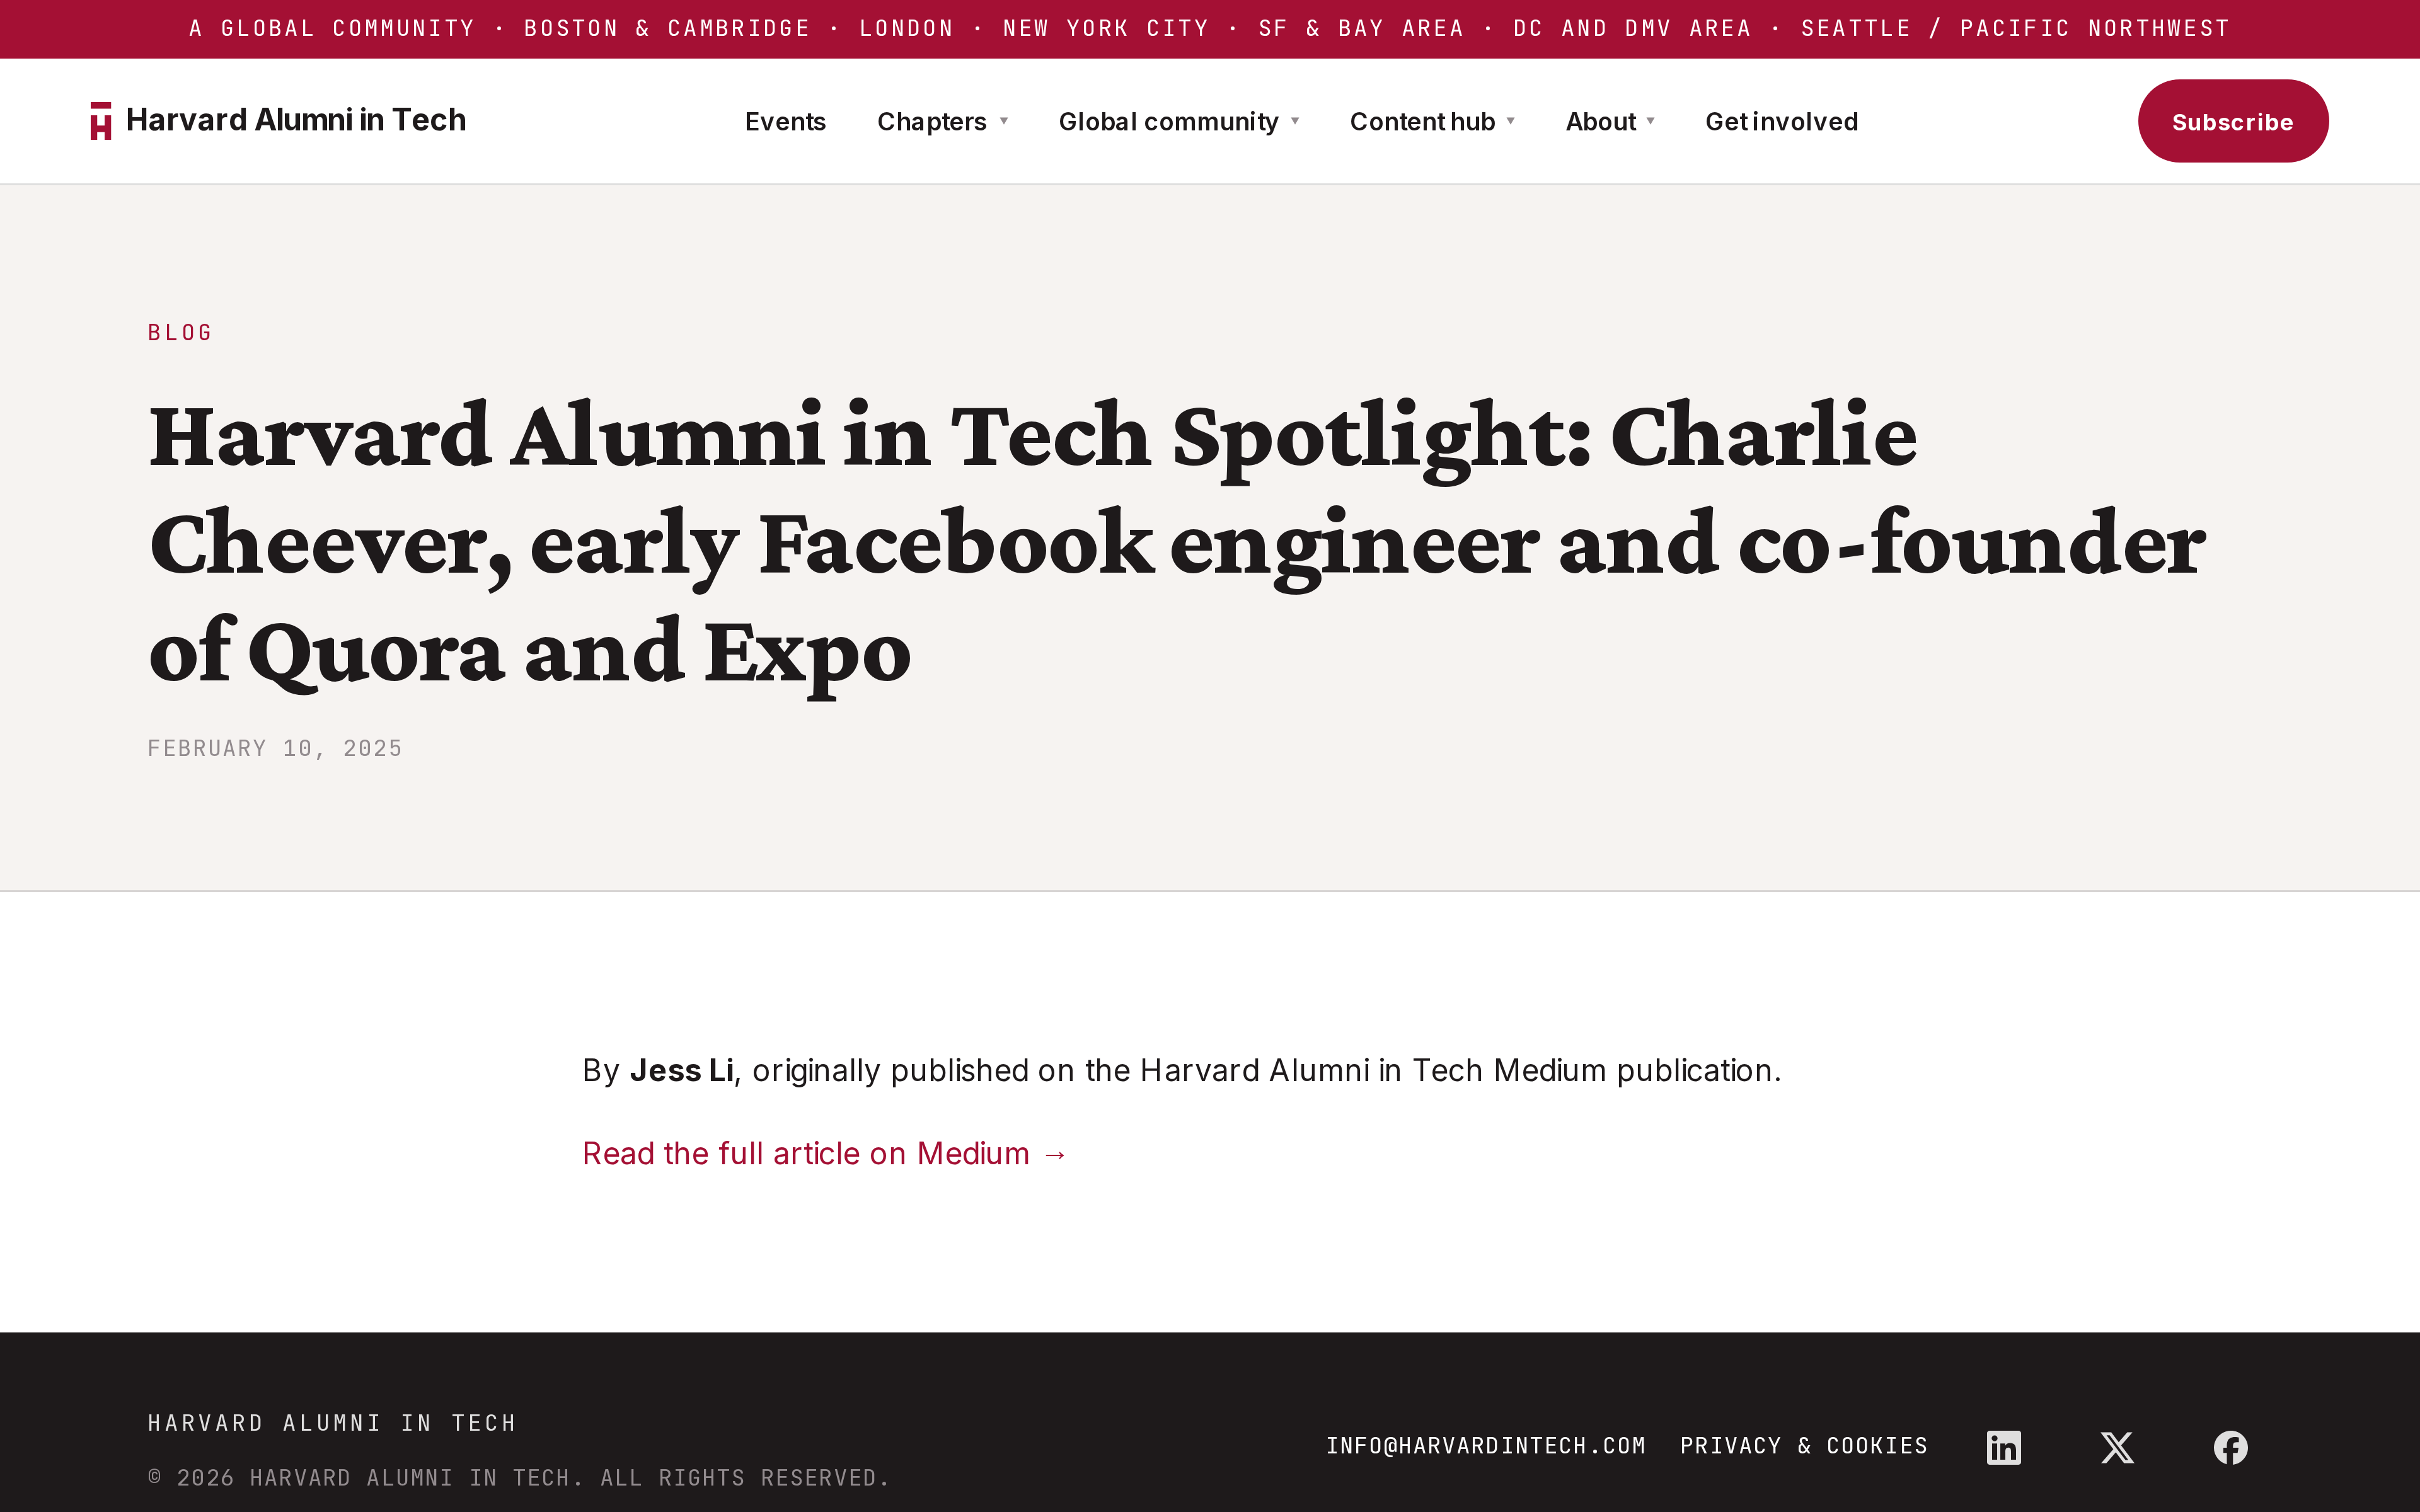 A GLOBAL COMMUNITY · BOSTON & CAMBRIDGE · LONDON · NEW YORK CITY · SF & BAY AREA · DC AND DMV AREA · SEATTLE / PACIFIC NORTHWEST
Harvard Alumni in Tech
Events Chapters ▾ Global community ▾ Content hub ▾ About ▾ Get involved
Subscribe
BLOG
Harvard Alumni in Tech Spotlight: Charlie
Cheever, early Facebook engineer and co-founder
of Quora and Expo
FEBRUARY 10, 2025
By Jess Li, originally published on the Harvard Alumni in Tech Medium publication.
Read the full article on Medium →
HARVARD ALUMNI IN TECH
© 2026 HARVARD ALUMNI IN TECH. ALL RIGHTS RESERVED.
INFO@HARVARDINTECH.COM PRIVACY & COOKIES